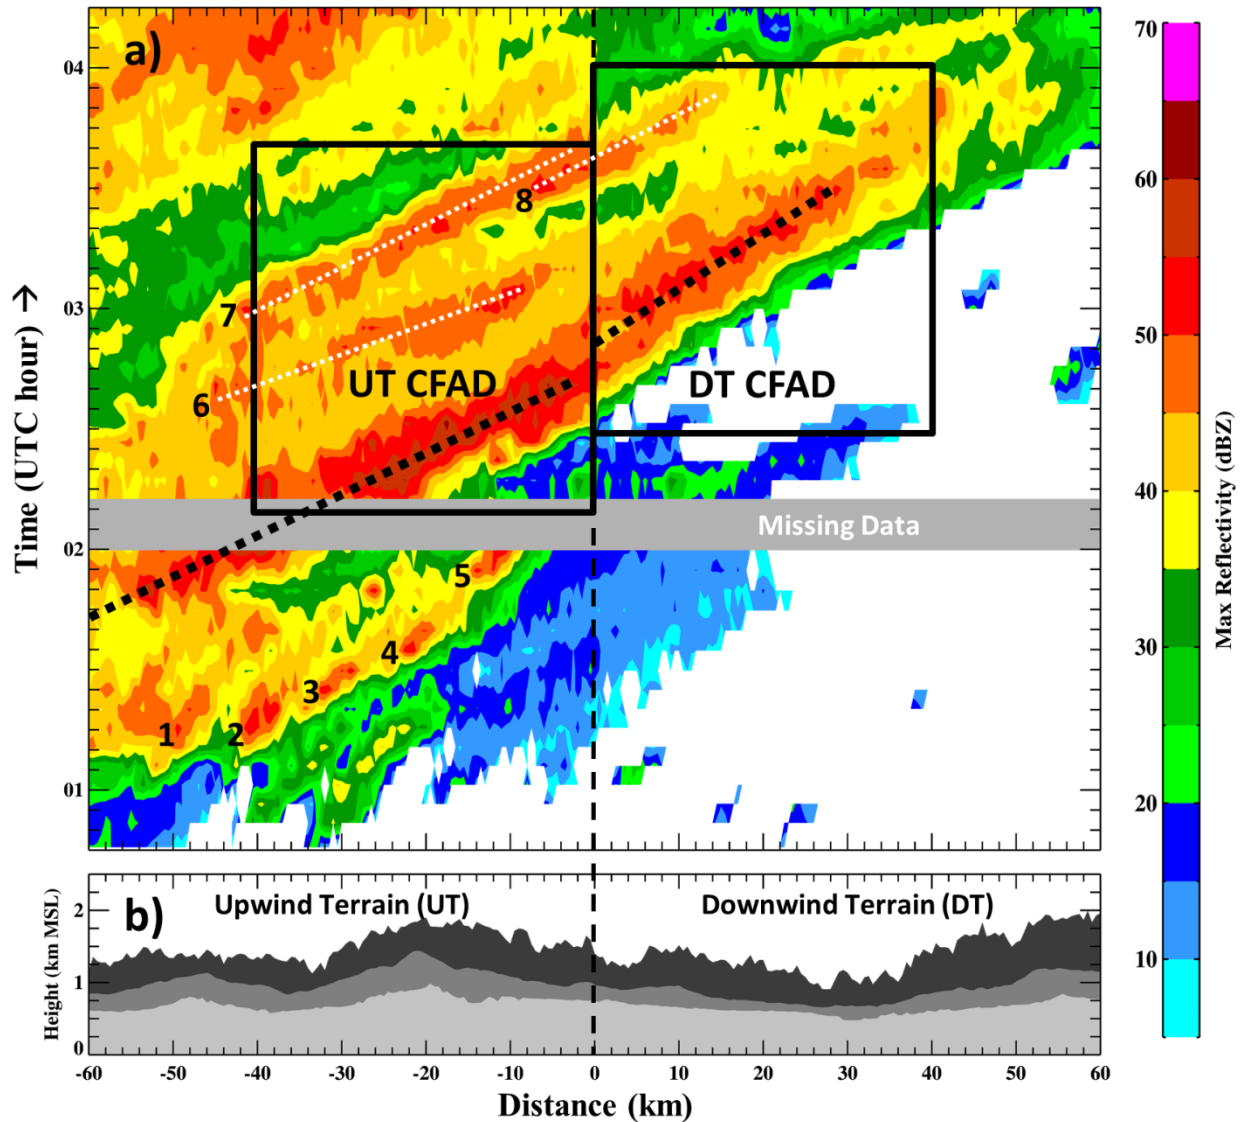 a)
04
03
02
01
Time (UTC hour) →
8
7
6
UT CFAD
DT CFAD
Missing Data
5
4
3
1
2
70
60
50
40
30
20
10
Max Reflectivity (dBZ)
b)
Upwind Terrain (UT)
Downwind Terrain (DT)
2
1
0
Height (km MSL)
-60 -50 -40 -30 -20 -10 0 10 20 30 40 50 60
Distance (km)